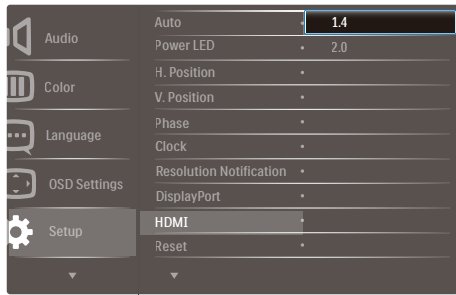 Audio
Color
Language
OSD Settings
Setup
Auto
Power LED
H. Position
V. Position
Phase
Clock
Resolution Notification
DisplayPort
HDMI
Reset
1.4
2.0